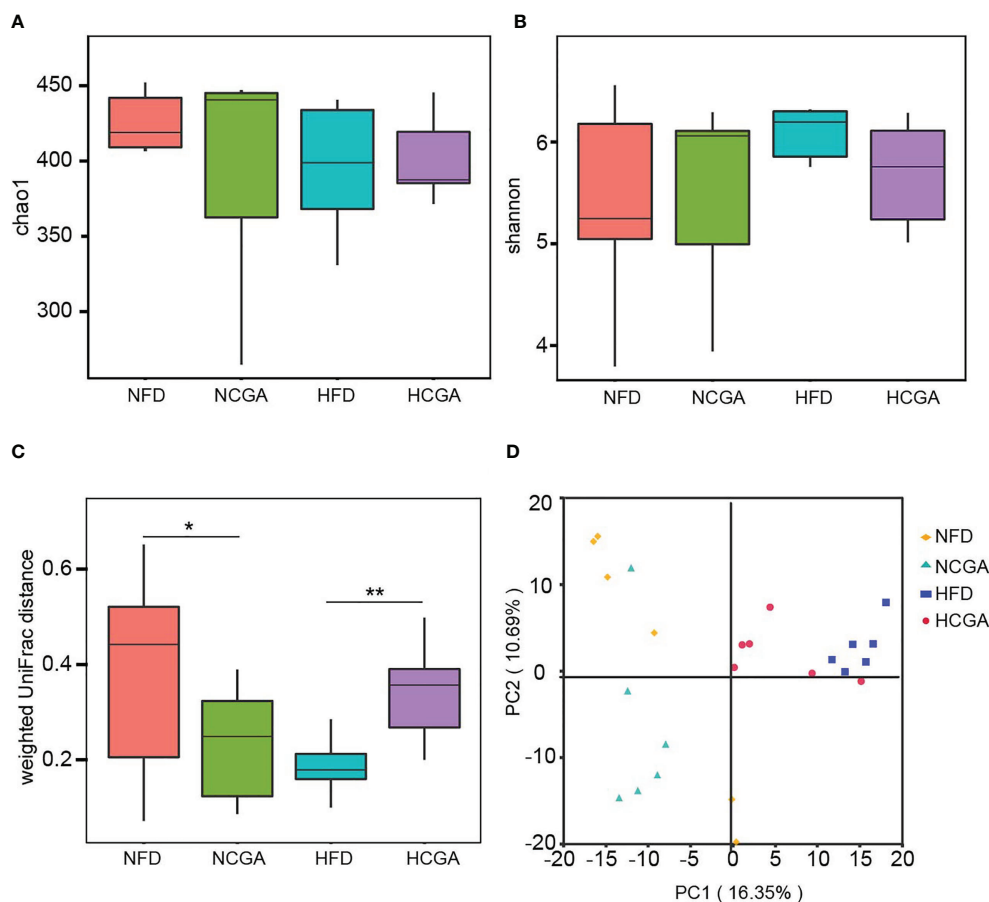 A
chao1
450
400
350
300
NFD NCGA HFD HCGA
B
shannon
6
5
4
NFD NCGA HFD HCGA
C
weighted UniFrac distance
0.6
0.4
0.2
*
**
NFD NCGA HFD HCGA
D
PC2 ( 10.69% )
20
10
0
-10
-20
-20 -15 -10 -5 0 5 10 15 20
PC1 ( 16.35% )
NFD
NCGA
HFD
HCGA